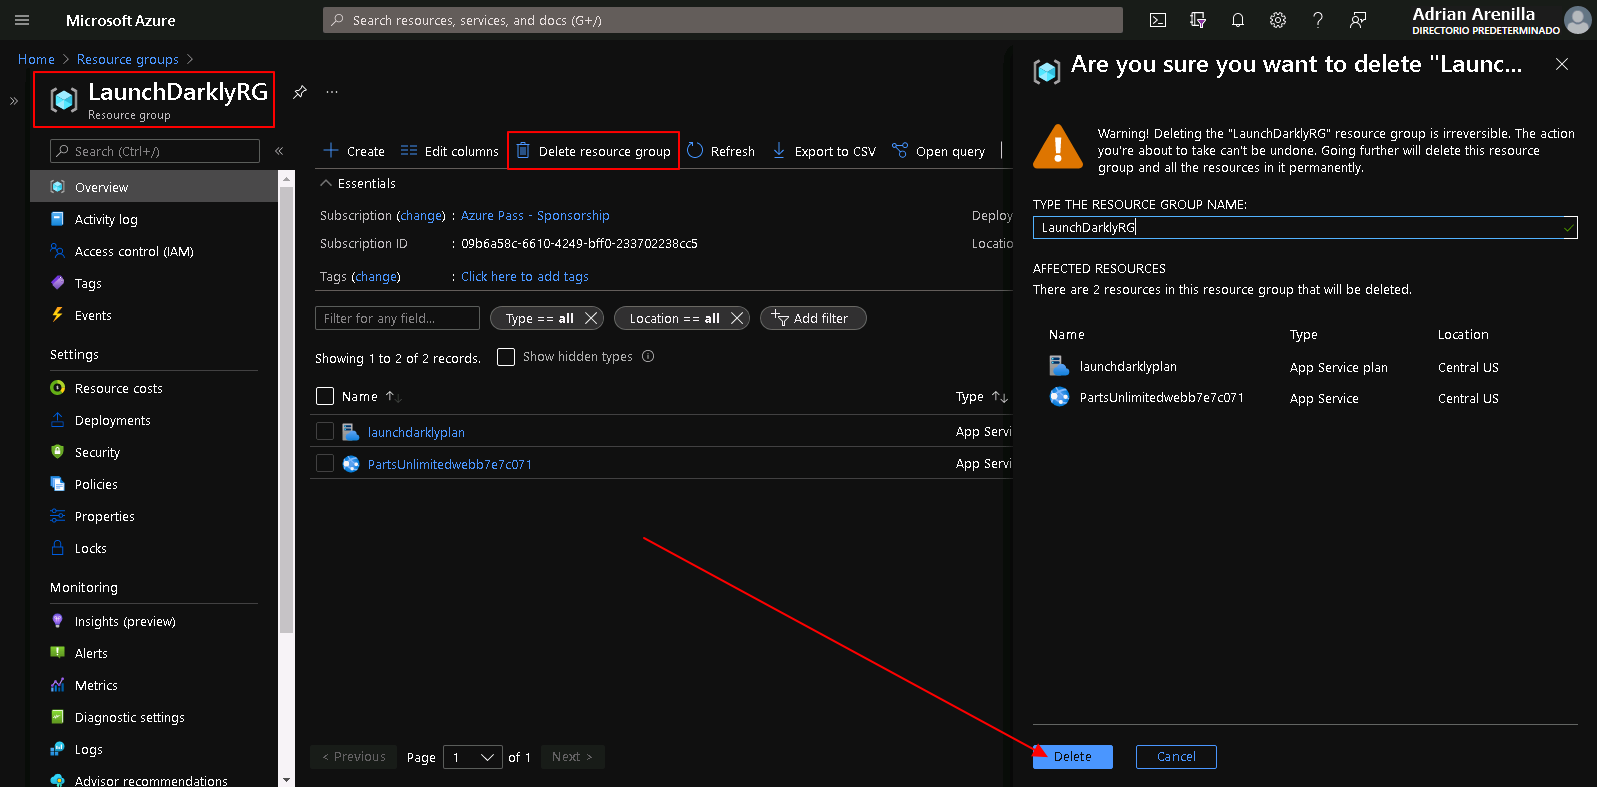 Microsoft Azure
Search resources, services, and docs (G+/)
Adrian Arenilla
DIRECTORIO PREDETERMINADO
Home > Resource groups >
LaunchDarklyRG
Resource group
Search (Ctrl+/)
Overview
Activity log
Access control (IAM)
Tags
Events
Settings
Resource costs
Deployments
Security
Policies
Properties
Locks
Monitoring
Insights (preview)
Alerts
Metrics
Diagnostic settings
Logs
Advisor recommendations
Create
Edit columns
Delete resource group
Refresh
Export to CSV
Open query
Essentials
Subscription (change) : Azure Pass - Sponsorship
Deploy
Subscription ID : 09b6a58c-6610-4249-bff0-233702238cc5
Locatio
Tags (change) : Click here to add tags
Filter for any field...
Type == all
Location == all
Add filter
Showing 1 to 2 of 2 records.
Show hidden types
Name
Type
launchdarklyplan
App Servi
PartsUnlimitedwebb7e7c071
App Servi
< Previous
Page 1 of 1
Next >
Are you sure you want to delete "Launc...
Warning! Deleting the "LaunchDarklyRG" resource group is irreversible. The action
you're about to take can't be undone. Going further will delete this resource
group and all the resources in it permanently.
TYPE THE RESOURCE GROUP NAME:
LaunchDarklyRG
AFFECTED RESOURCES
There are 2 resources in this resource group that will be deleted.
Name Type Location
launchdarklyplan App Service plan Central US
PartsUnlimitedwebb7e7c071 App Service Central US
Delete
Cancel